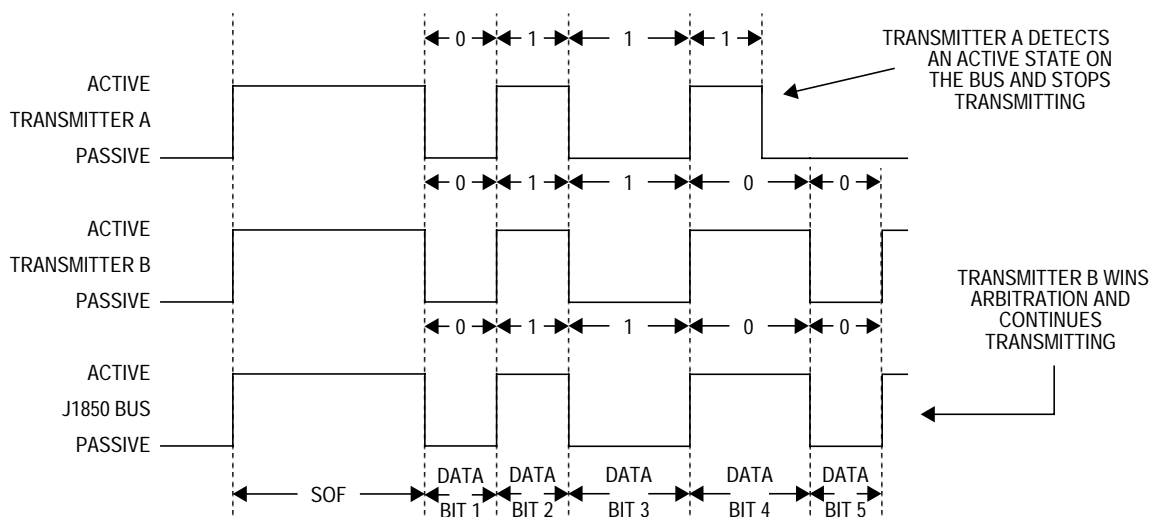 0 1 1 1
TRANSMITTER A DETECTS
AN ACTIVE STATE ON
THE BUS AND STOPS
TRANSMITTING
ACTIVE
TRANSMITTER A
PASSIVE
0 1 1 0 0
ACTIVE
TRANSMITTER B
PASSIVE
TRANSMITTER B WINS
ARBITRATION AND
CONTINUES
TRANSMITTING
0 1 1 0 0
ACTIVE
J1850 BUS
PASSIVE
SOF
DATA
BIT 1
DATA
BIT 2
DATA
BIT 3
DATA
BIT 4
DATA
BIT 5